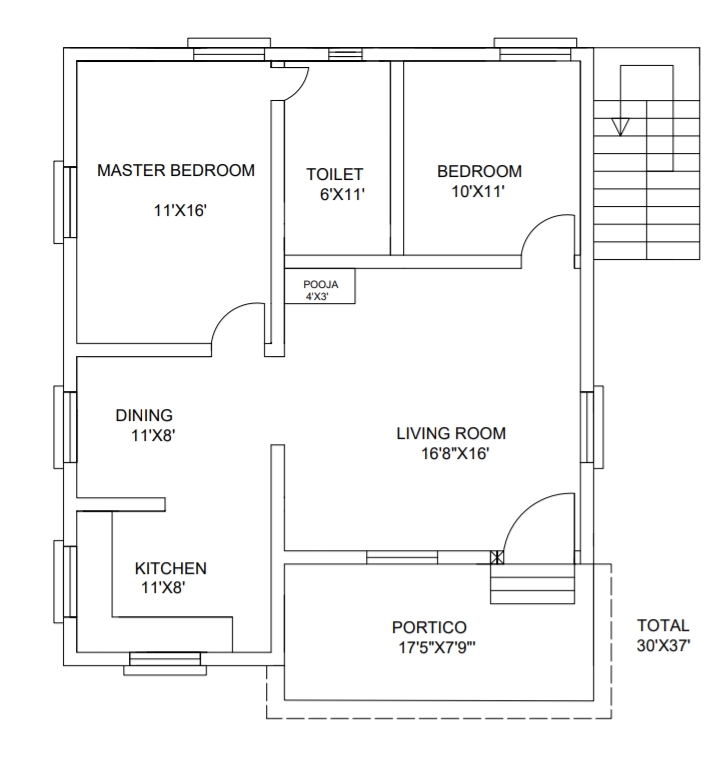 MASTER BEDROOM
11'X16'
TOILET
6'X11'
BEDROOM
10'X11'
POOJA
4'X3'
DINING
11'X8'
LIVING ROOM
16'8"X16'
KITCHEN
11'X8'
PORTICO
17'5"X7'9"'
TOTAL
30'X37'